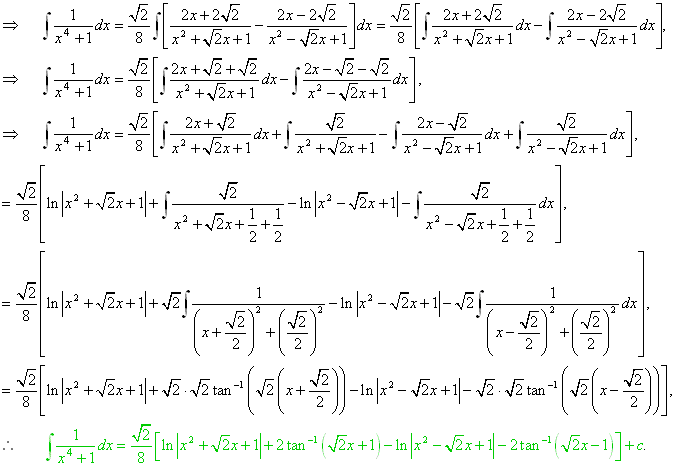 ⇒ ∫ 1/(x⁴+1) dx = √2/8 ∫ [ (2x+2√2)/(x²+√2x+1) − (2x−2√2)/(x²−√2x+1) ] dx = √2/8 [ ∫ (2x+2√2)/(x²+√2x+1) dx − ∫ (2x−2√2)/(x²−√2x+1) dx ],
⇒ ∫ 1/(x⁴+1) dx = √2/8 [ ∫ (2x+√2+√2)/(x²+√2x+1) dx − ∫ (2x−√2−√2)/(x²−√2x+1) dx ],
⇒ ∫ 1/(x⁴+1) dx = √2/8 [ ∫ (2x+√2)/(x²+√2x+1) dx + ∫ √2/(x²+√2x+1) − ∫ (2x−√2)/(x²−√2x+1) dx + ∫ √2/(x²−√2x+1) dx ],
= √2/8 [ ln|x²+√2x+1| + ∫ √2/(x²+√2x+1/2+1/2) − ln|x²−√2x+1| − ∫ √2/(x²−√2x+1/2+1/2) dx ],
= √2/8 [ ln|x²+√2x+1| + √2 ∫ 1/((x+√2/2)²+(√2/2)²) − ln|x²−√2x+1| − √2 ∫ 1/((x−√2/2)²+(√2/2)²) dx ],
= √2/8 [ ln|x²+√2x+1| + √2·√2 tan⁻¹(√2(x+√2/2)) − ln|x²−√2x+1| − √2·√2 tan⁻¹(√2(x−√2/2)) ],
∴ ∫ 1/(x⁴+1) dx = √2/8 [ ln|x²+√2x+1| + 2 tan⁻¹(√2x+1) − ln|x²−√2x+1| − 2 tan⁻¹(√2x−1) ] + c.